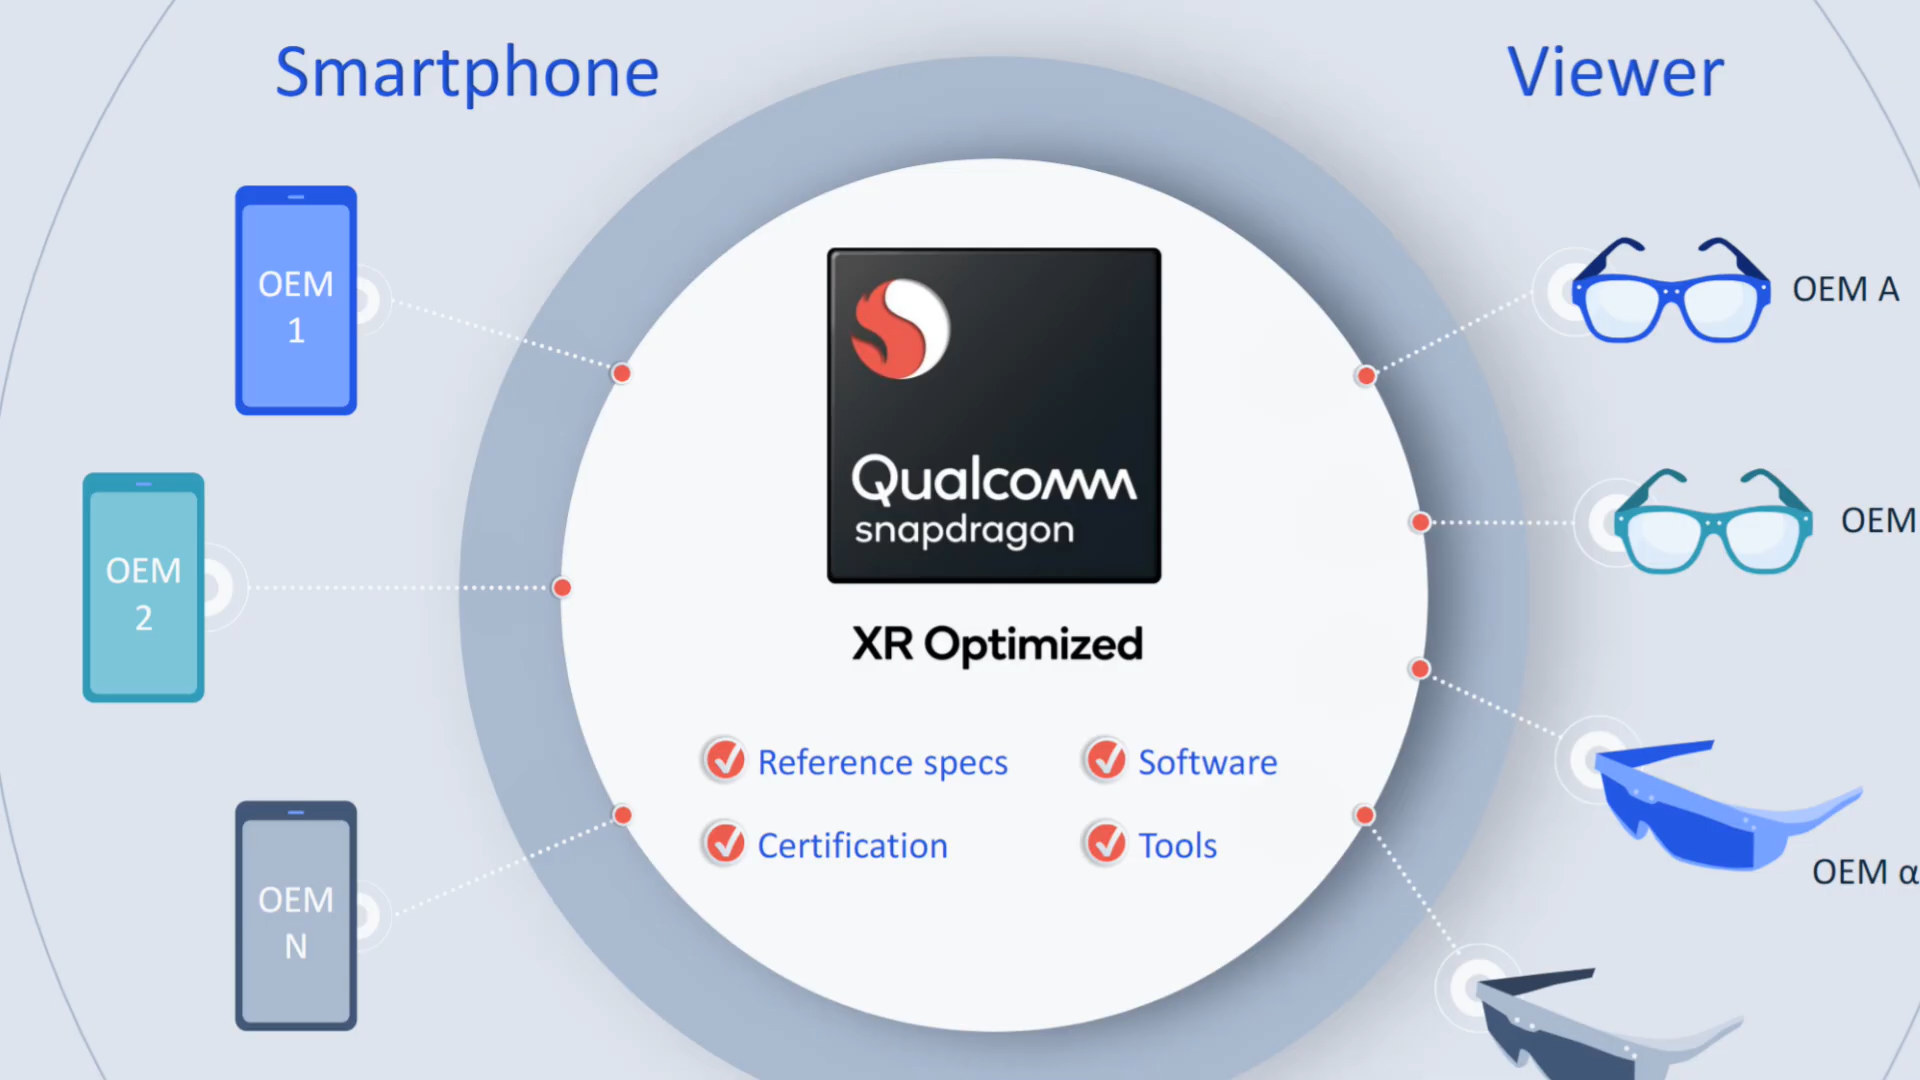 Smartphone
Viewer
OEM
1
OEM
2
OEM
N
Qualcomm
snapdragon
XR Optimized
Reference specs
Software
Certification
Tools
OEM A
OEM
OEM α